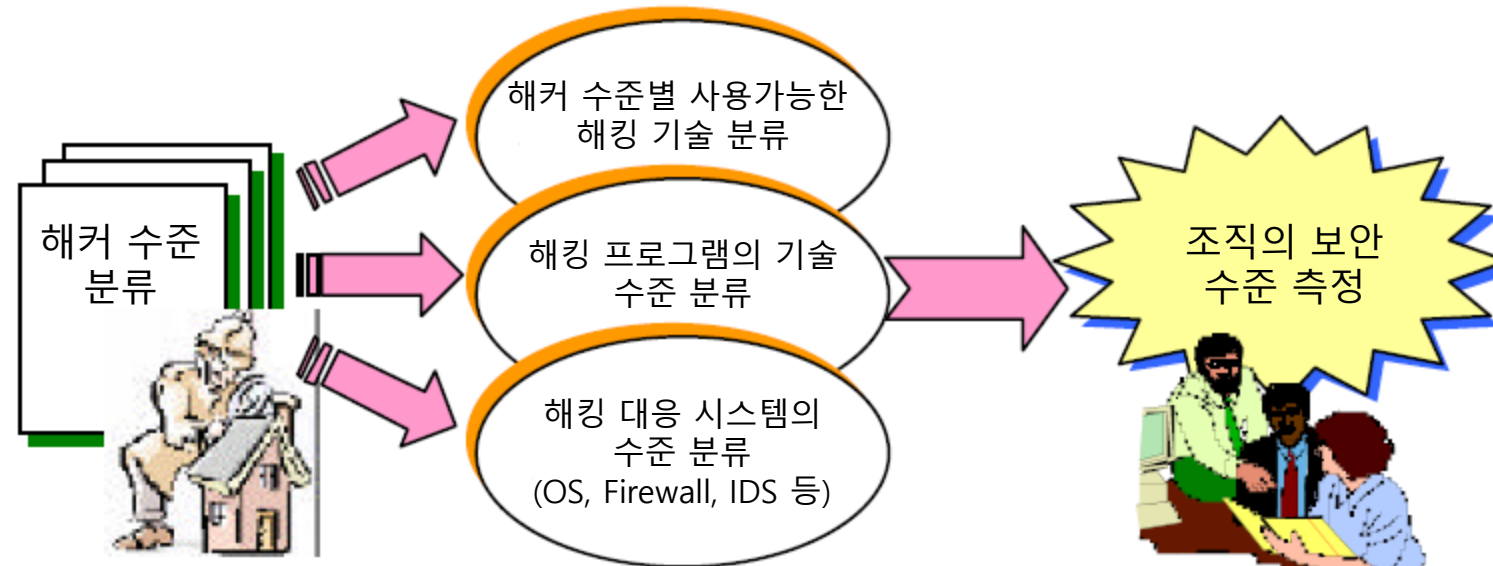 해커 수준
분류
해커 수준별 사용가능한
해킹 기술 분류
해킹 프로그램의 기술
수준 분류
해킹 대응 시스템의
수준 분류
(OS, Firewall, IDS 등)
조직의 보안
수준 측정